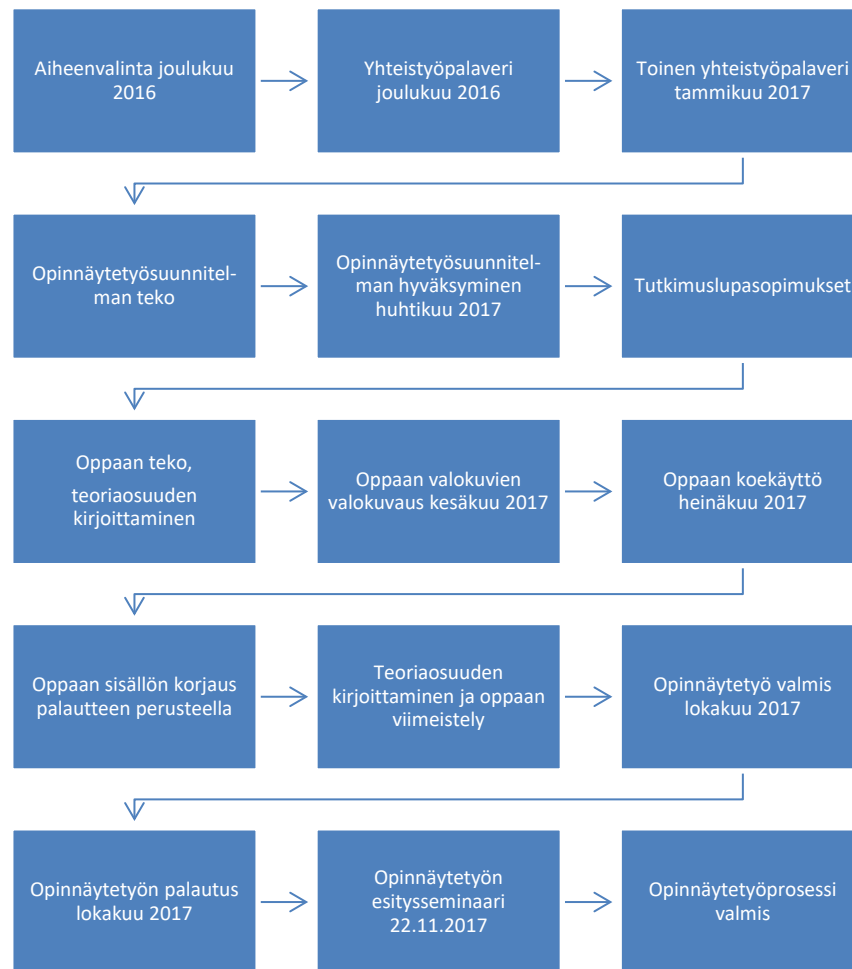 Aiheenvalinta joulukuu
2016
Yhteistyöpalaveri
joulukuu 2016
Toinen yhteistyöpalaveri
tammikuu 2017
Opinnäytetyösuunnitel-
man teko
Opinnäytetyösuunnitel-
man hyväksyminen
huhtikuu 2017
Tutkimuslupasopimukset
Oppaan teko,
teoriaosuuden
kirjoittaminen
Oppaan valokuvien
valokuvaus kesäkuu 2017
Oppaan koekäyttö
heinäkuu 2017
Oppaan sisällön korjaus
palautteen perusteella
Teoriaosuuden
kirjoittaminen ja oppaan
viimeistely
Opinnäytetyö valmis
lokakuu 2017
Opinnäytetyön palautus
lokakuu 2017
Opinnäytetyön
esitysseminaari
22.11.2017
Opinnäytetyöprosessi
valmis